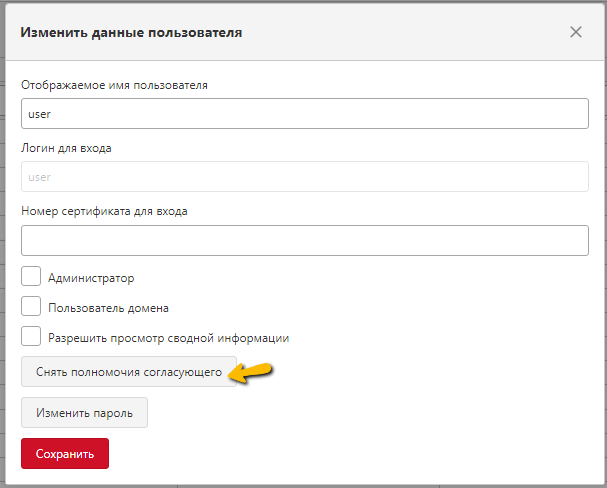 Изменить данные пользователя
Отображаемое имя пользователя
user
Логин для входа
user
Номер сертификата для входа
Администратор
Пользователь домена
Разрешить просмотр сводной информации
Снять полномочия согласующего
Изменить пароль
Сохранить